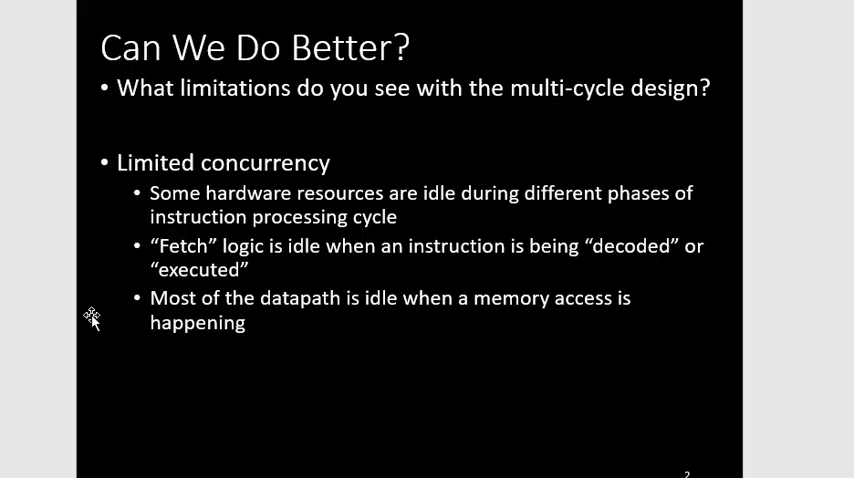 Can We Do Better?
• What limitations do you see with the multi-cycle design?
• Limited concurrency
• Some hardware resources are idle during different phases of
instruction processing cycle
• “Fetch” logic is idle when an instruction is being “decoded” or
“executed”
• Most of the datapath is idle when a memory access is
happening
2